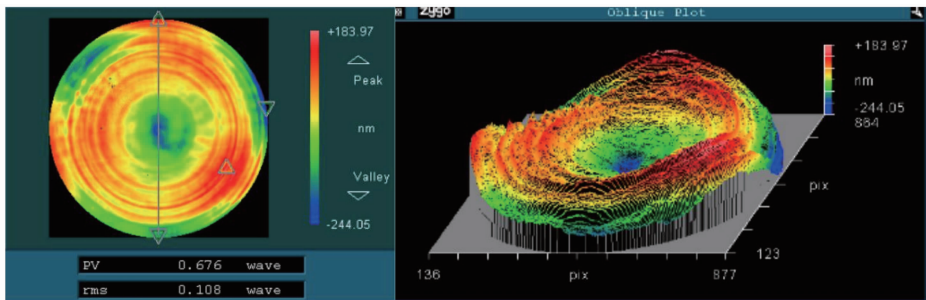 +183.97
Peak
nm
Valley
-244.05
PV 0.676 wave
rms 0.108 wave
zygo
Oblique Plot
+183.97
nm
-244.05
884
pix
123
136
pix
877